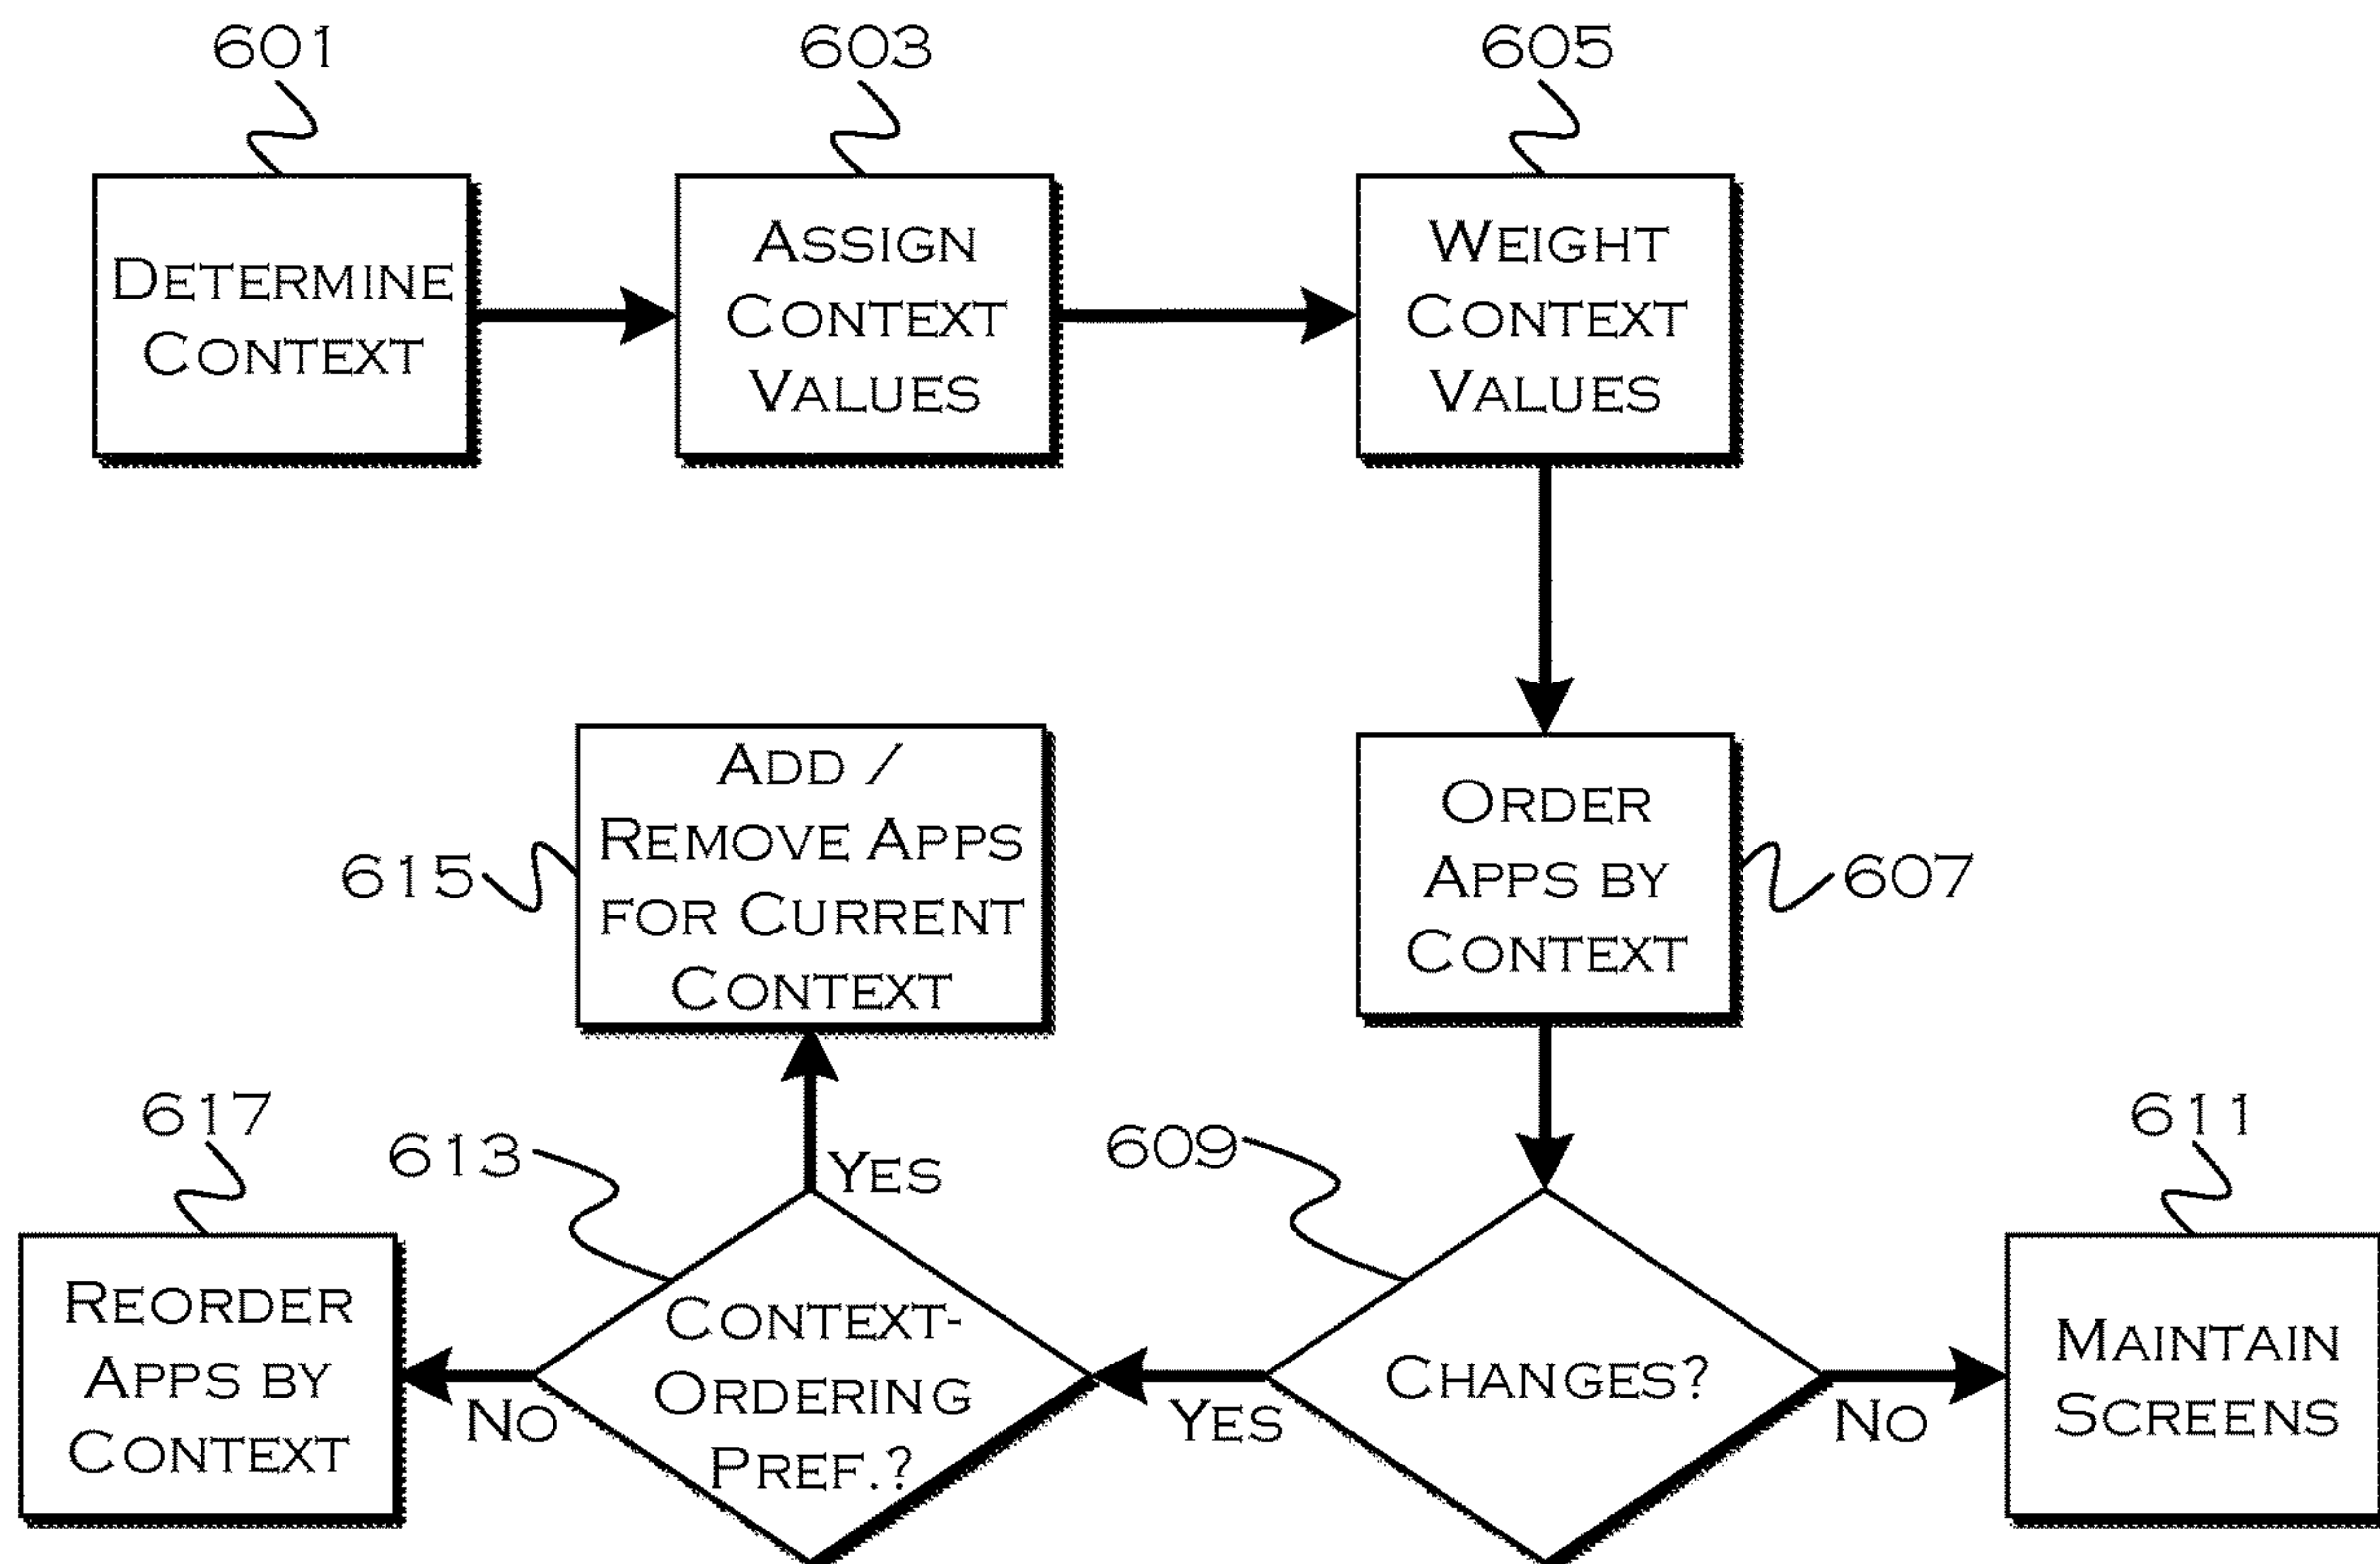 601
603
605
DETERMINE
CONTEXT
ASSIGN
CONTEXT
VALUES
WEIGHT
CONTEXT
VALUES
ADD /
REMOVE APPS
FOR CURRENT
CONTEXT
615
ORDER
APPS BY
CONTEXT
607
617
613
YES
609
611
REORDER
APPS BY
CONTEXT
NO
CONTEXT-
ORDERING
PREF.?
YES
CHANGES?
NO
MAINTAIN
SCREENS